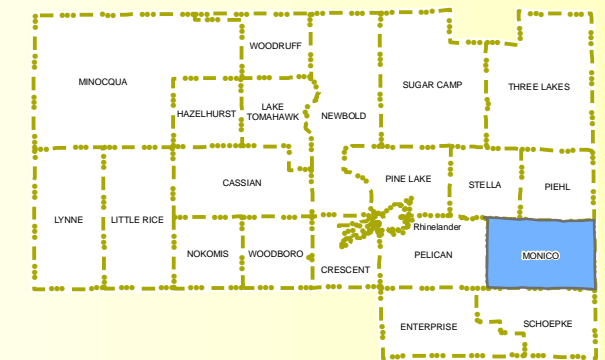 WOODRUFF
MINOCQUA
SUGAR CAMP
THREE LAKES
HAZELHURST
LAKE
TOMAHAWK
NEWBOLD
CASSIAN
PINE LAKE
STELLA
PIEHL
LYNNE
LITTLE RICE
Rhinelander
NOKOMIS
WOODBORO
CRESCENT
PELICAN
MONICO
ENTERPRISE
SCHOEPKE